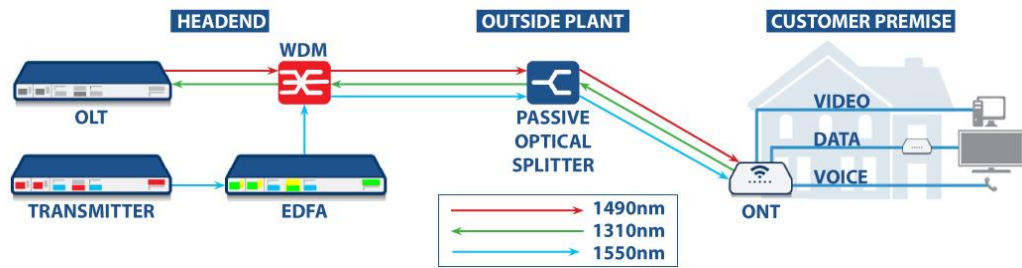 HEADEND
OUTSIDE PLANT
CUSTOMER PREMISE
WDM
OLT
PASSIVE
OPTICAL
SPLITTER
VIDEO
DATA
VOICE
TRANSMITTER
EDFA
ONT
1490nm
1310nm
1550nm